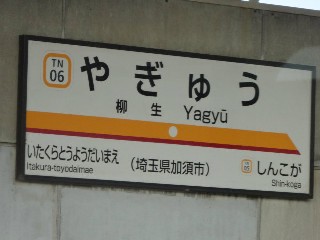 TN
06
やぎゅう
柳生 Yagyū
いたくらとうようだいまえ
Itakura-toyodaimae
(埼玉県加須市)
しんこが
Shin-koga